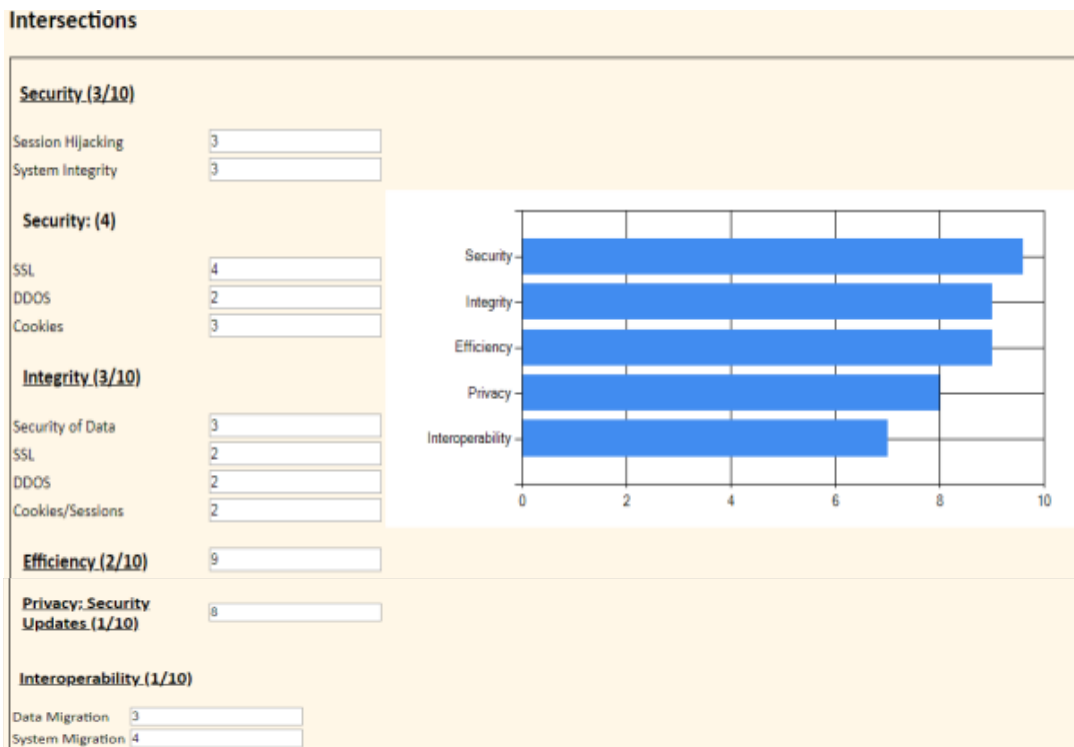 Intersections
Security (3/10)
Session Hijacking 3
System Integrity 3
Security: (4)
SSL 4
DDOS 2
Cookies 3
Integrity (3/10)
Security of Data 3
SSL 2
DDOS 2
Cookies/Sessions 2
Efficiency (2/10) 9
Privacy; Security
Updates (1/10) 8
Interoperability (1/10)
Data Migration 3
System Migration 4
Security
Integrity
Efficiency
Privacy
Interoperability
0 2 4 6 8 10